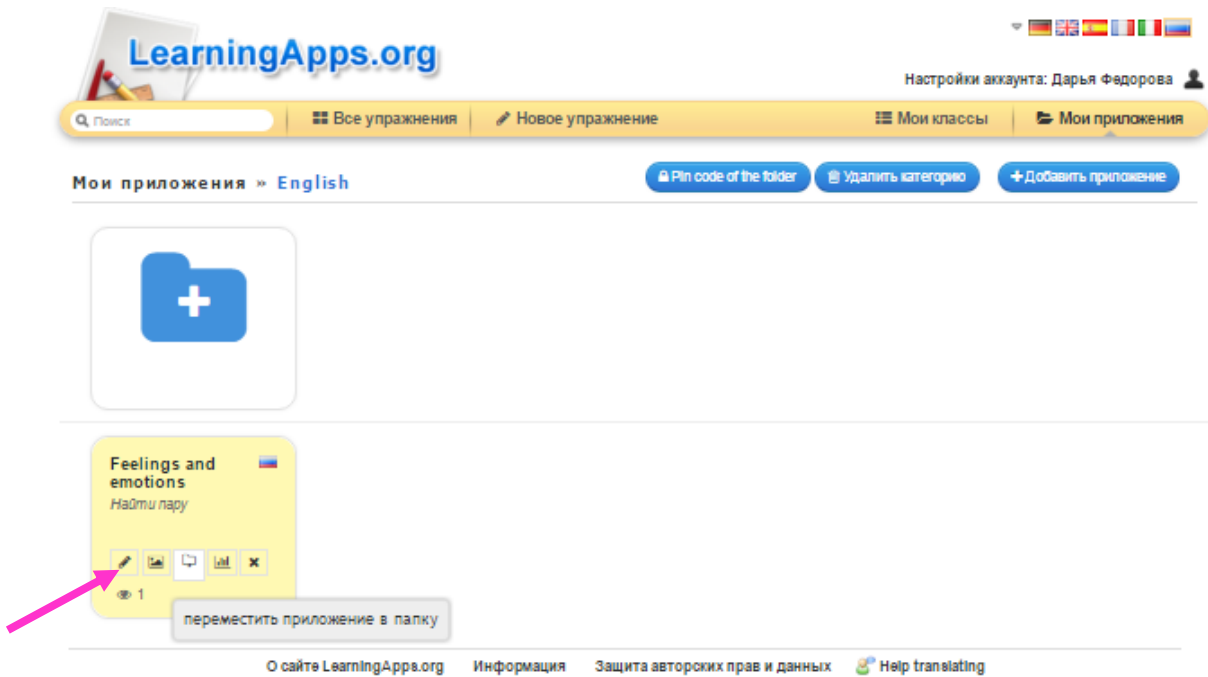 LearningApps.org
Настройки аккаунта: Дарья Федорова
Поиск
Все упражнения
Новое упражнение
Мои классы
Мои приложения
Мои приложения » English
Pin code of the folder
Удалить категорию
Добавить приложение
Feelings and
emotions
Найти пару
1
переместить приложение в папку
О сайте LearningApps.org
Информация
Защита авторских прав и данных
Help translating